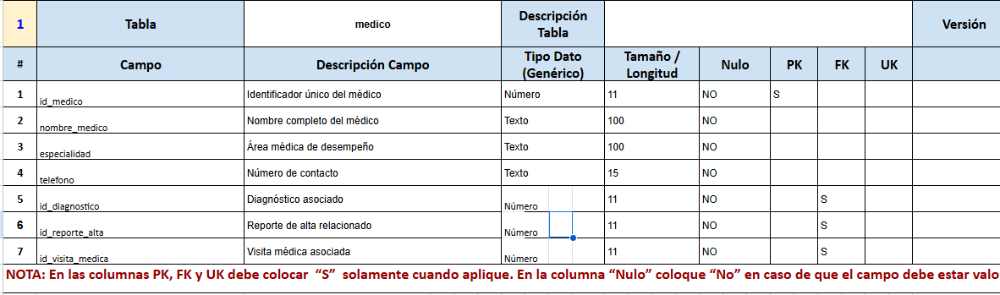 1 Tabla medico Descripción Tabla Versión
# Campo Descripción Campo Tipo Dato (Genérico) Tamaño / Longitud Nulo PK FK UK
1 id_medico Identificador único del médico Número 11 NO S
2 nombre_medico Nombre completo del médico Texto 100 NO
3 especialidad Área médica de desempeño Texto 100 NO
4 telefono Número de contacto Texto 15 NO
5 id_diagnostico Diagnóstico asociado Número 11 NO S
6 id_reporte_alta Reporte de alta relacionado Número 11 NO S
7 id_visita_medica Visita médica asociada Número 11 NO S
NOTA: En las columnas PK, FK y UK debe colocar “S” solamente cuando aplique. En la columna “Nulo” coloque “No” en caso de que el campo debe estar valo